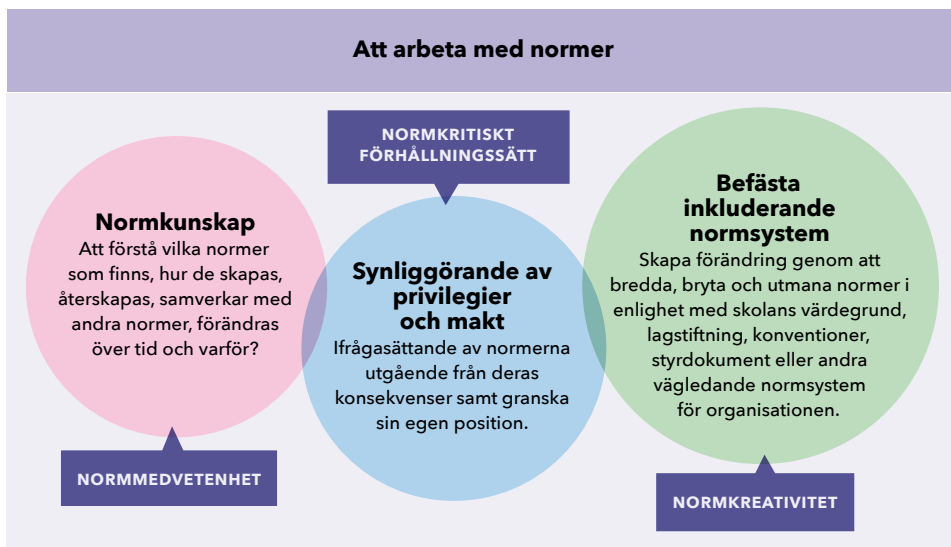 Att arbeta med normer
Normkunskap
Att förstå vilka normer
som finns, hur de skapas,
återskapas, samverkar med
andra normer, förändras
över tid och varför?
NORMMEDVETENHET
NORMKRITISKT
FÖRHÅLLNINGSSÄTT
Synliggörande av
privilegier
och makt
Ifrågasättande av normerna
utgående från deras
konsekvenser samt granska
sin egen position.
Befästa
inkluderande
normsystem
Skapa förändring genom att
bredda, bryta och utmana normer i
enlighet med skolans värdegrund,
lagstiftning, konventioner,
styrdokument eller andra
vägledande normsystem
för organisationen.
NORMKREATIVITET